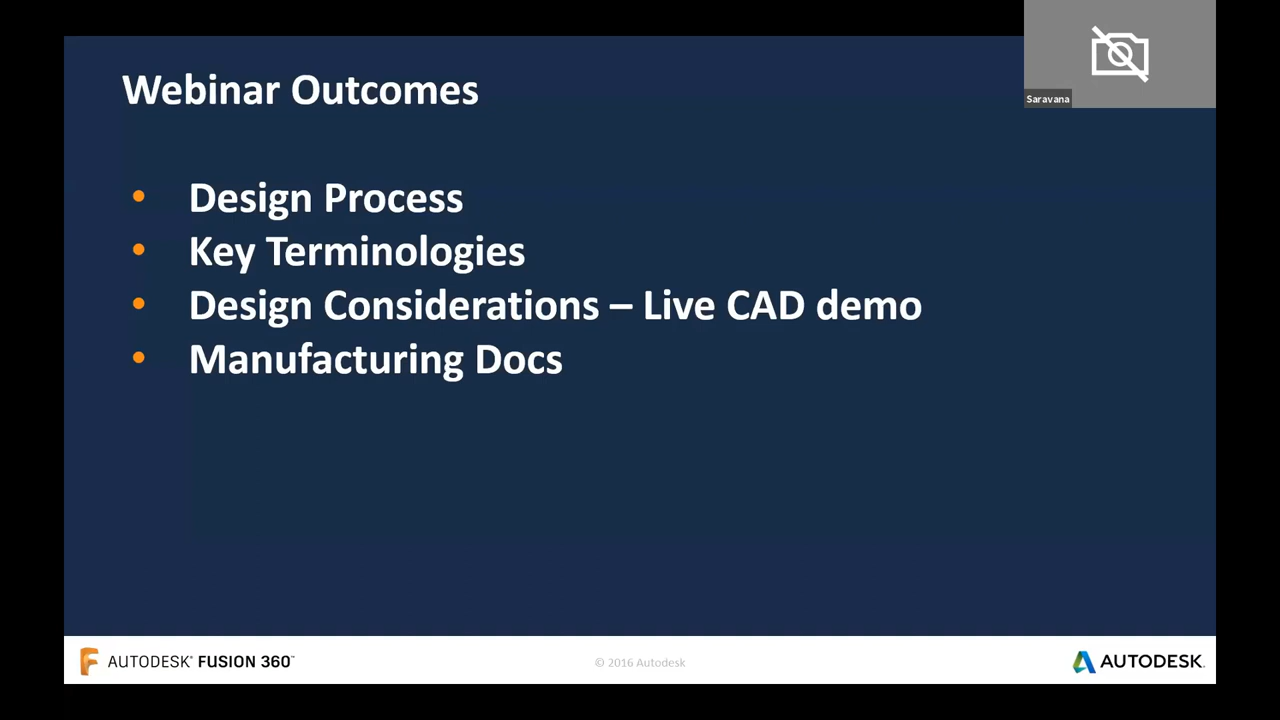 Webinar Outcomes
Saravana
• Design Process
• Key Terminologies
• Design Considerations – Live CAD demo
• Manufacturing Docs
AUTODESK® FUSION 360™
© 2016 Autodesk
AUTODESK.